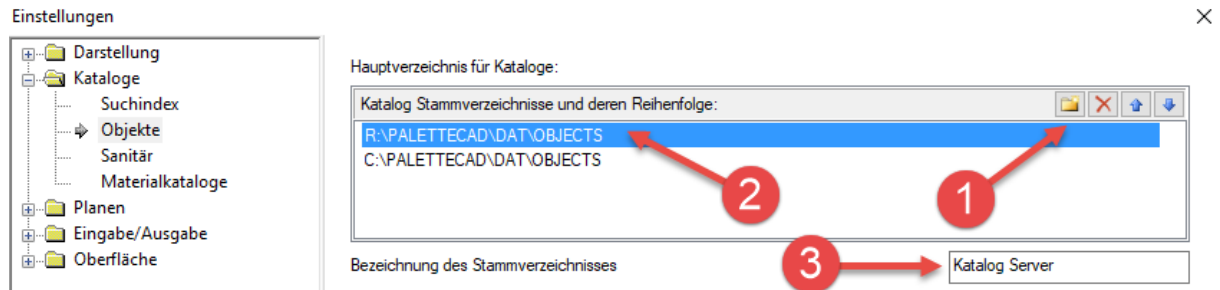 Einstellungen
Darstellung
Kataloge
Suchindex
Objekte
Sanitär
Materialkataloge
Planen
Eingabe/Ausgabe
Oberfläche
Hauptverzeichnis für Kataloge:
Katalog Stammverzeichnisse und deren Reihenfolge:
R:\PALETTECAD\DAT\OBJECTS
C:\PALETTECAD\DAT\OBJECTS
2
1
Bezeichnung des Stammverzeichnisses
3
Katalog Server